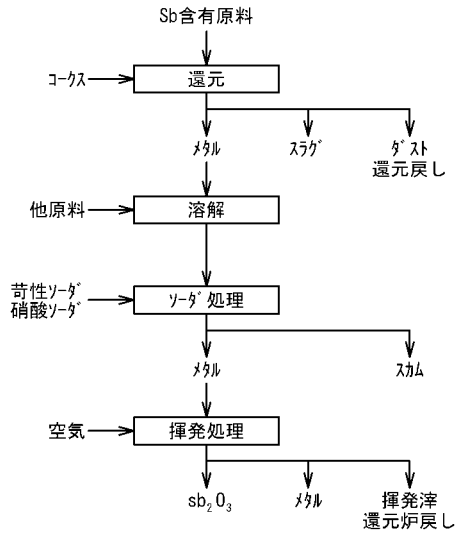 Sb含有原料
ｺｰｸｽ
還元
ﾒﾀﾙ
ｽﾗｸﾞ
ﾀﾞｽﾄ
還元戻し
他原料
溶解
苛性ｿｰﾀﾞ
硝酸ｿｰﾀﾞ
ｿｰﾀﾞ処理
ﾒﾀﾙ
ｽｶﾑ
空気
揮発処理
sb₂O₃
ﾒﾀﾙ
揮発滓
還元炉戻し